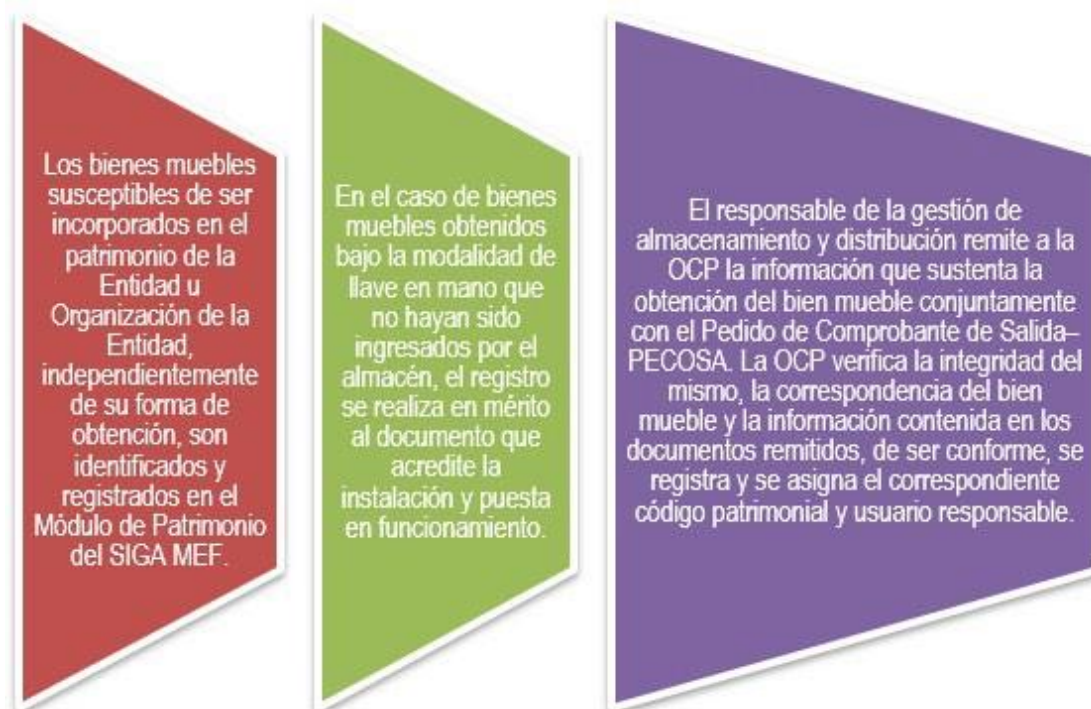 Los bienes muebles
susceptibles de ser
incorporados en el
patrimonio de la
Entidad u
Organización de la
Entidad,
independientemente
de su forma de
obtención, son
identificados y
registrados en el
Módulo de Patrimonio
del SIGA MEF.
En el caso de bienes
muebles obtenidos
bajo la modalidad de
llave en mano que
no hayan sido
ingresados por el
almacén, el registro
se realiza en mérito
al documento que
acredite la
instalación y puesta
en funcionamiento.
El responsable de la gestión de
almacenamiento y distribución remite a la
OCP la información que sustenta la
obtención del bien mueble conjuntamente
con el Pedido de Comprobante de Salida–
PECOSA. La OCP verifica la integridad del
mismo, la correspondencia del bien
mueble y la información contenida en los
documentos remitidos, de ser conforme, se
registra y se asigna el correspondiente
código patrimonial y usuario responsable.